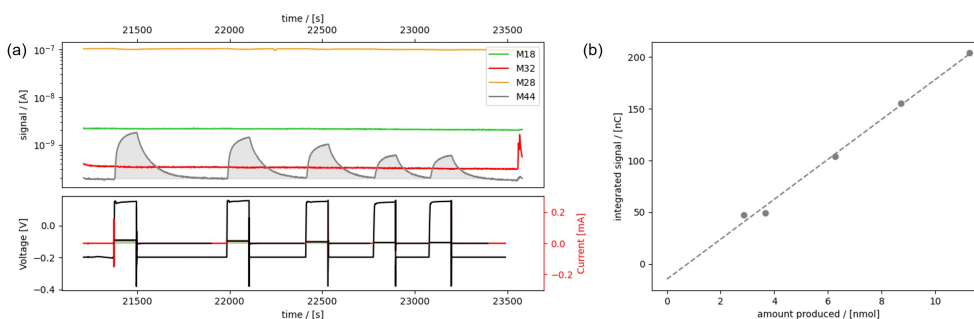 time / [s]
21500 22000 22500 23000 23500
(a)
10⁻⁷
10⁻⁸
10⁻⁹
signal / [A]
M18
M32
M28
M44
0.0
−0.2
−0.4
Voltage [V]
0.2
0.0
−0.2
Current / [mA]
21500 22000 22500 23000 23500
time / [s]
(b)
200
150
100
50
0
integrated signal / [nC]
0 2 4 6 8 10
amount produced / [nmol]